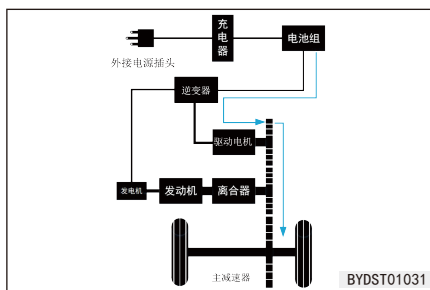 充电器
电池组
外接电源插头
逆变器
驱动电机
发电机
发动机
离合器
主减速器
BYDST01031